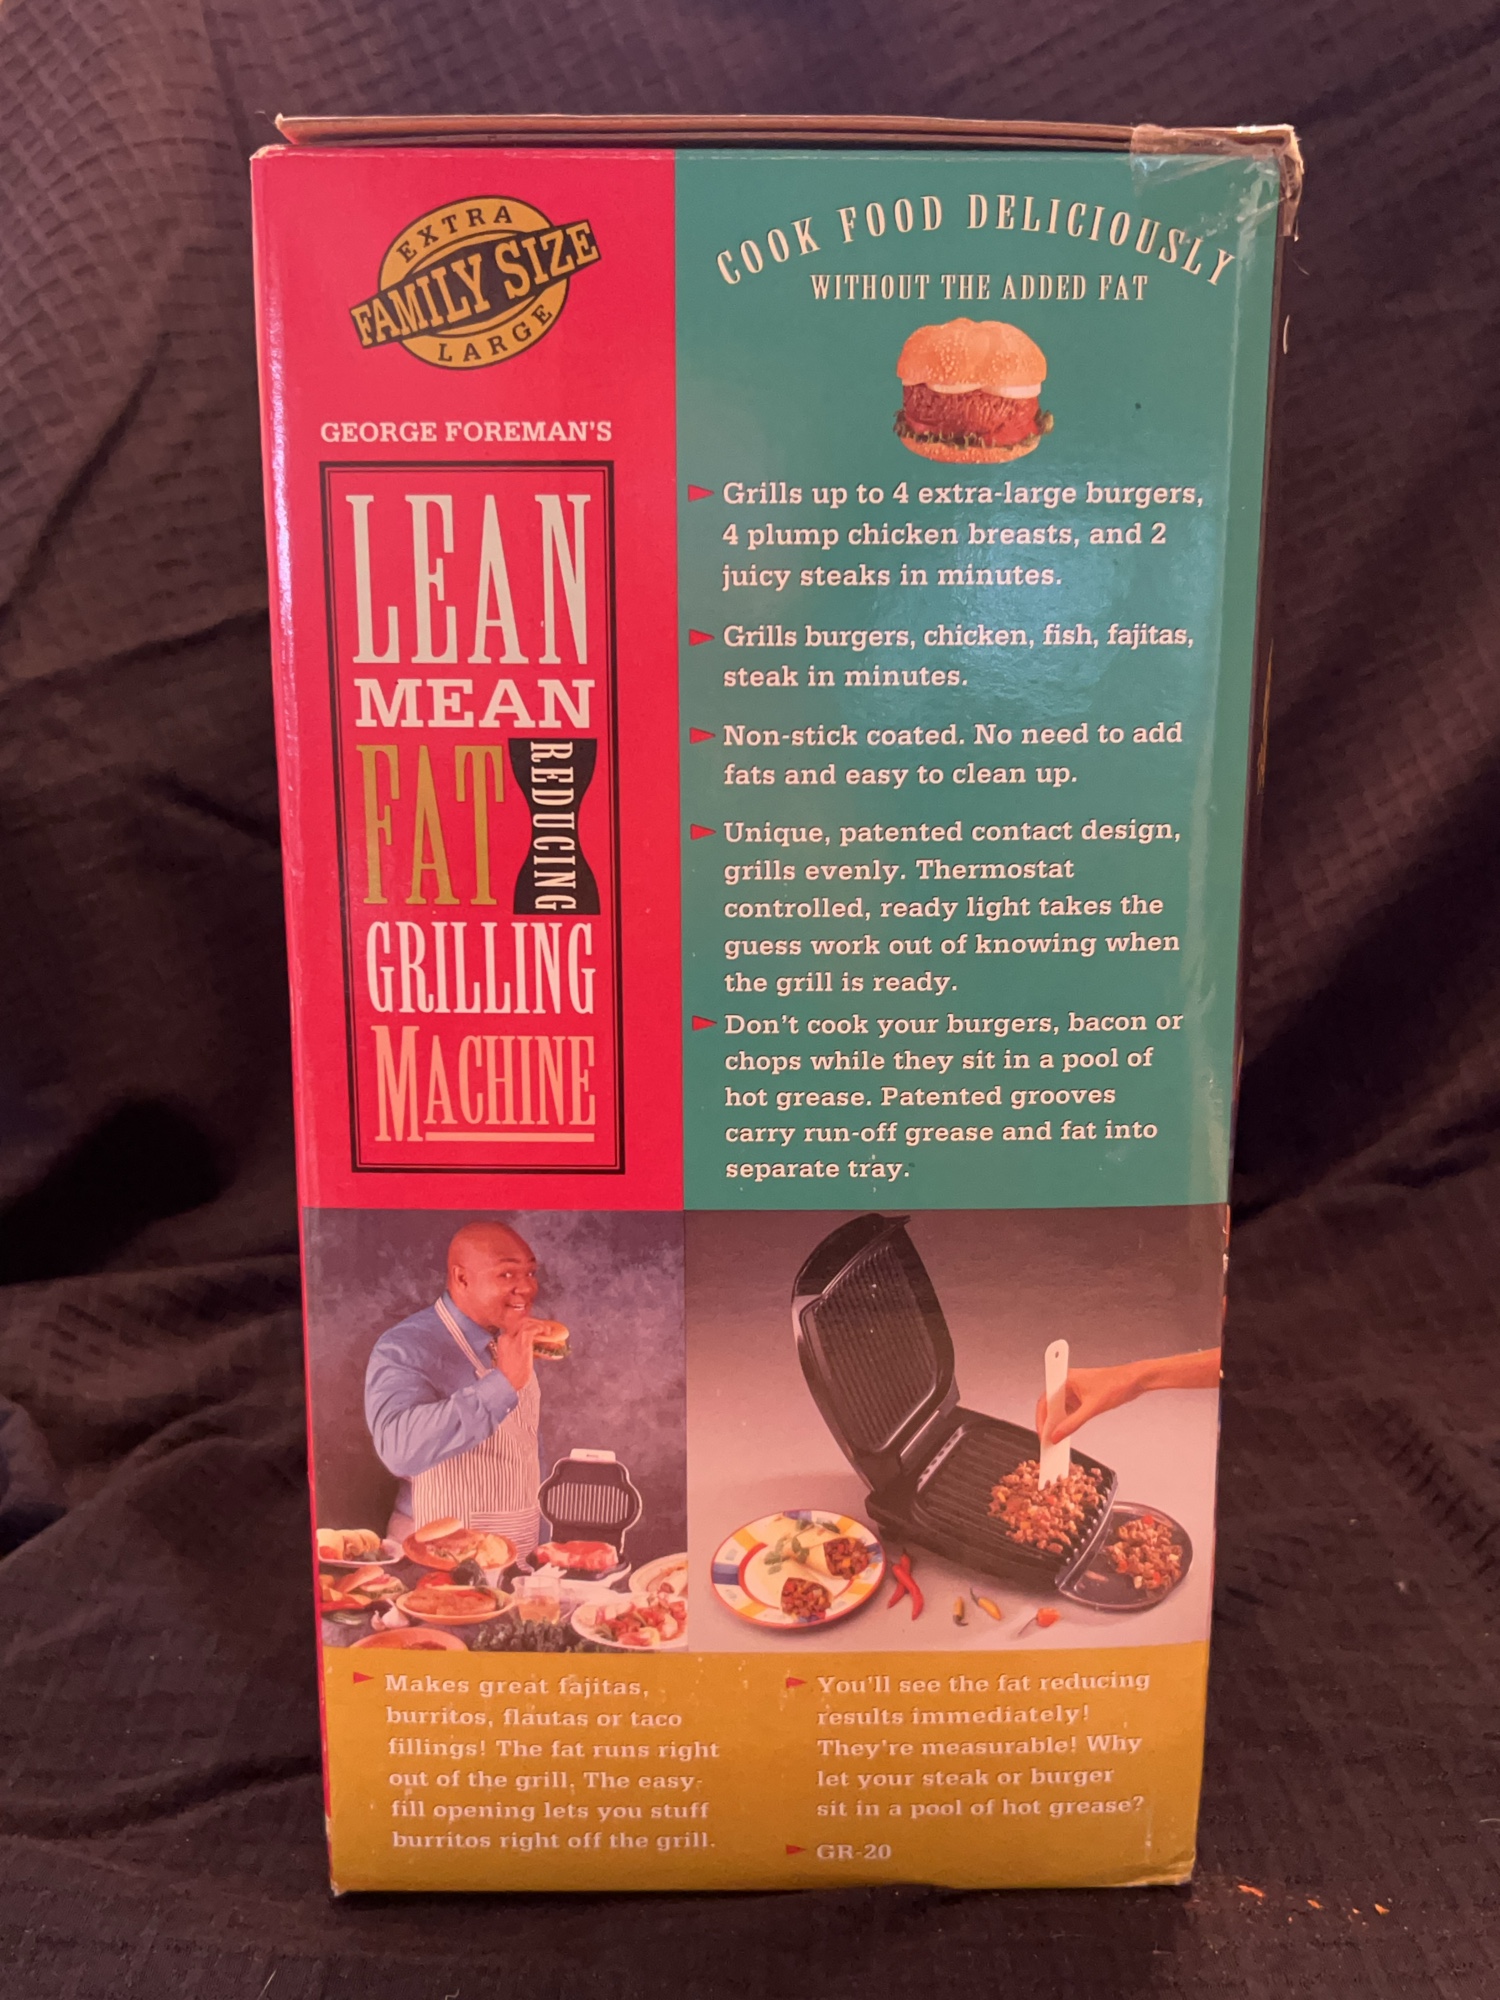 EXTRA
FAMILY SIZE
LARGE
GEORGE FOREMAN'S
LEAN
MEAN
FAT
REDUCING
GRILLING
MACHINE
COOK FOOD DELICIOUSLY
WITHOUT THE ADDED FAT
Grills up to 4 extra-large burgers,
4 plump chicken breasts, and 2
juicy steaks in minutes.
Grills burgers, chicken, fish, fajitas,
steak in minutes.
Non-stick coated. No need to add
fats and easy to clean up.
Unique, patented contact design,
grills evenly. Thermostat
controlled, ready light takes the
guess work out of knowing when
the grill is ready.
Don't cook your burgers, bacon or
chops while they sit in a pool of
hot grease. Patented grooves
carry run-off grease and fat into
separate tray.
Makes great fajitas,
burritos, flautas or taco
fillings! The fat runs right
out of the grill. The easy-
fill opening lets you stuff
burritos right off the grill.
You'll see the fat reducing
results immediately!
They're measurable! Why
let your steak or burger
sit in a pool of hot grease?
GR-20